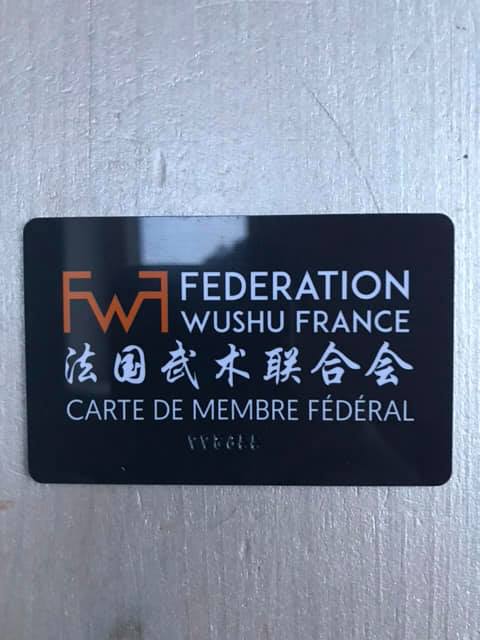 FWF FEDERATION
WUSHU FRANCE
法国武术联合会
CARTE DE MEMBRE FÉDÉRAL